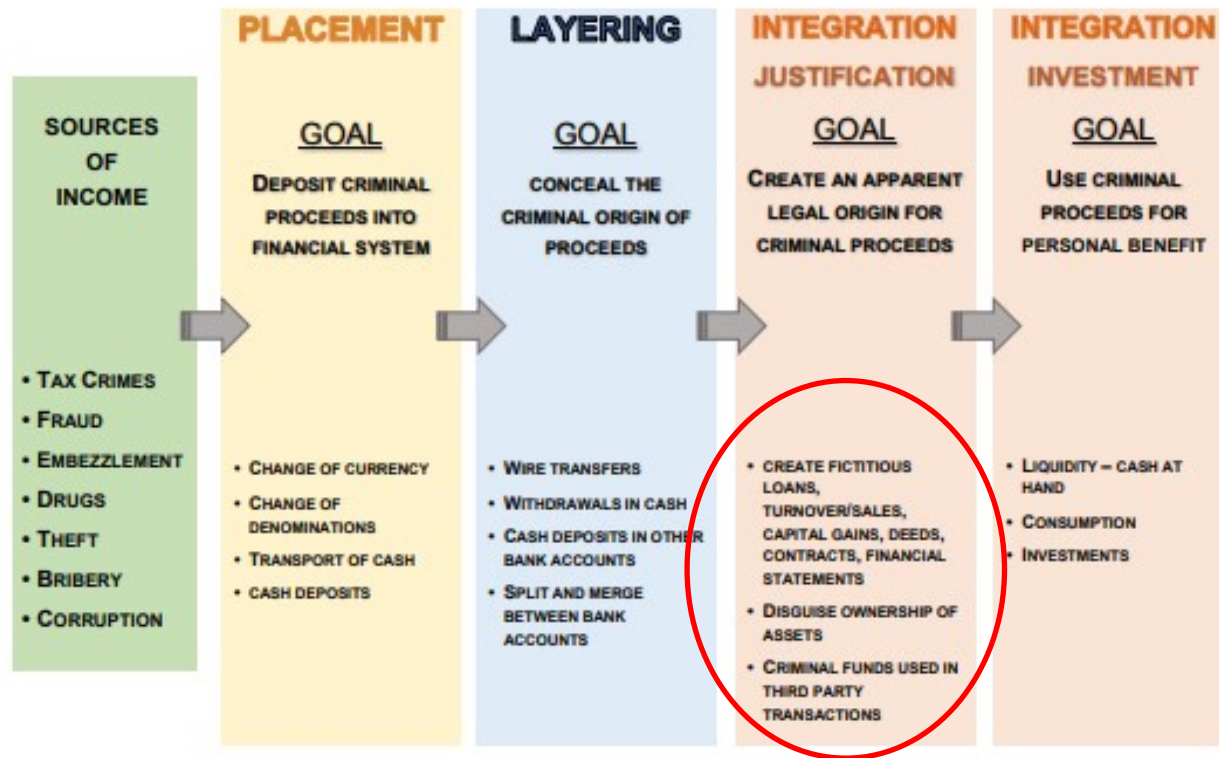 SOURCES
OF
INCOME
• TAX CRIMES
• FRAUD
• EMBEZZLEMENT
• DRUGS
• THEFT
• BRIBERY
• CORRUPTION
PLACEMENT
GOAL
DEPOSIT CRIMINAL
PROCEEDS INTO
FINANCIAL SYSTEM
• CHANGE OF CURRENCY
• CHANGE OF
DENOMINATIONS
• TRANSPORT OF CASH
• CASH DEPOSITS
LAYERING
GOAL
CONCEAL THE
CRIMINAL ORIGIN OF
PROCEEDS
• WIRE TRANSFERS
• WITHDRAWALS IN CASH
• CASH DEPOSITS IN OTHER
BANK ACCOUNTS
• SPLIT AND MERGE
BETWEEN BANK
ACCOUNTS
INTEGRATION
JUSTIFICATION
GOAL
CREATE AN APPARENT
LEGAL ORIGIN FOR
CRIMINAL PROCEEDS
• CREATE FICTITIOUS
LOANS,
TURNOVER/SALES,
CAPITAL GAINS, DEEDS,
CONTRACTS, FINANCIAL
STATEMENTS
• DISGUISE OWNERSHIP OF
ASSETS
• CRIMINAL FUNDS USED IN
THIRD PARTY
TRANSACTIONS
INTEGRATION
INVESTMENT
GOAL
USE CRIMINAL
PROCEEDS FOR
PERSONAL BENEFIT
• LIQUIDITY – CASH AT
HAND
• CONSUMPTION
• INVESTMENTS